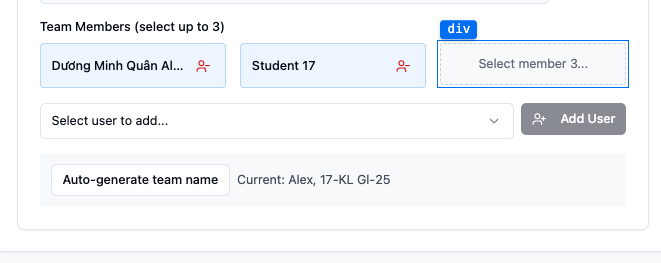 Team Members (select up to 3)
div
Dương Minh Quân Al...
Student 17
Select member 3...
Select user to add...
Add User
Auto-generate team name
Current: Alex, 17-KL GI-25